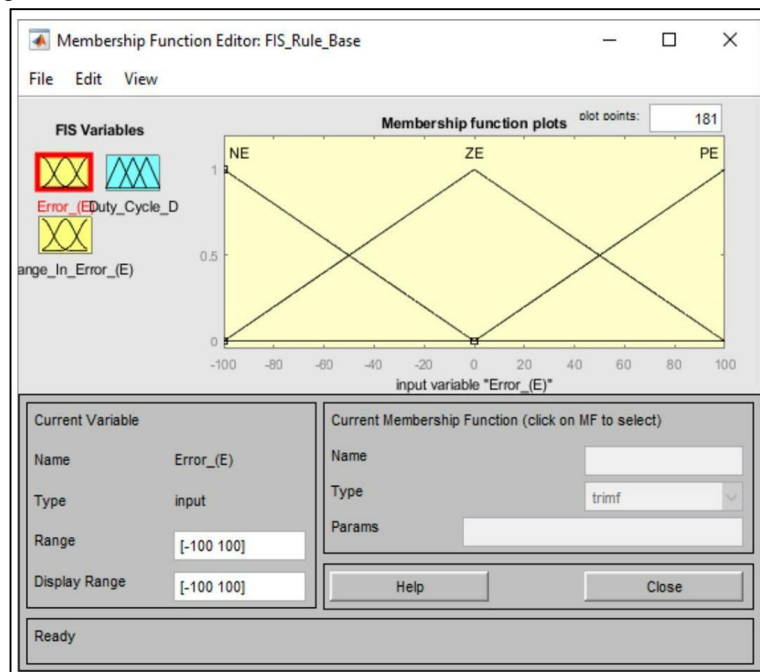 Membership Function Editor: FIS_Rule_Base
File Edit View
FIS Variables
Membership function plots
plot points:
181
NE
ZE
PE
1
0.5
0
-100 -80 -60 -40 -20 0 20 40 60 80 100
input variable "Error_(E)"
Error_(E)
Duty_Cycle_D
ange_In_Error_(E)
Current Variable
Name Error_(E)
Type input
Range [-100 100]
Display Range [-100 100]
Current Membership Function (click on MF to select)
Name
Type trimf
Params
Help Close
Ready